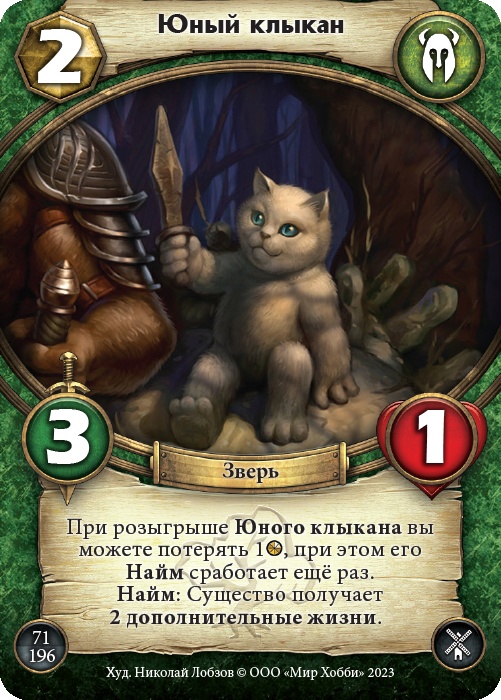 Юный клыкан
2
3
1
Зверь
При розыгрыше Юного клыкана вы
можете потерять 1, при этом его
Найм сработает ещё раз.
Найм: Существо получает
2 дополнительные жизни.
71
196
Худ. Николай Лобзов © ООО «Мир Хобби» 2023